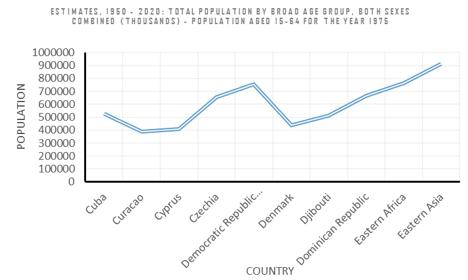 ESTIMATES, 1950 - 2020: TOTAL POPULATION BY BROAD AGE GROUP, BOTH SEXES
COMBINED (THOUSANDS) - POPULATION AGED 15-64 FOR THE YEAR 1975
1000000
900000
800000
700000
600000
500000
400000
300000
200000
100000
0
POPULATION
Cuba
Curacao
Cyprus
Czechia
Democratic Republic...
Denmark
Djibouti
Dominican Republic
Eastern Africa
Eastern Asia
COUNTRY